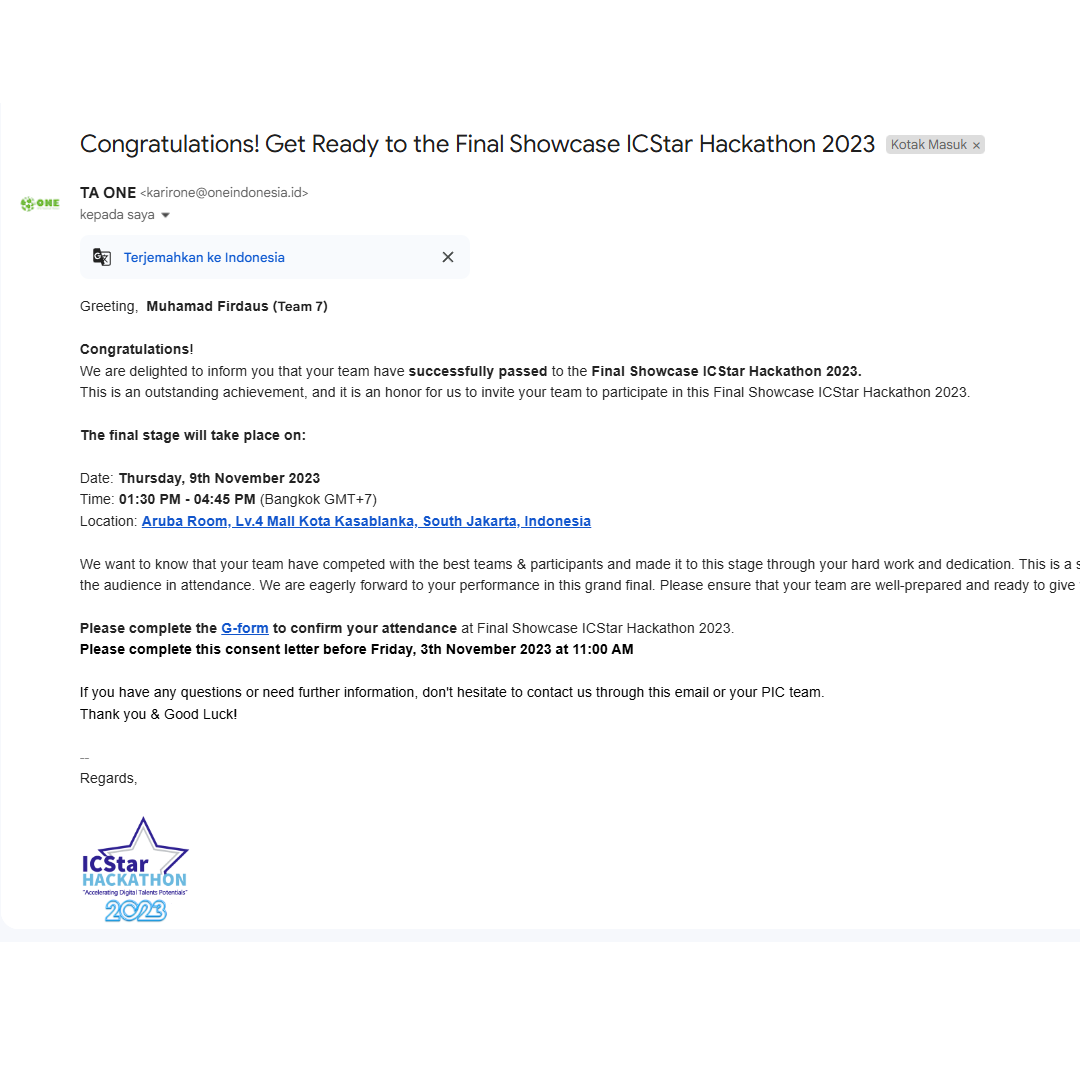 Congratulations! Get Ready to the Final Showcase ICStar Hackathon 2023 Kotak Masuk ×
ONE
TA ONE <karirone@oneindonesia.id>
kepada saya
Terjemahkan ke Indonesia
Greeting, Muhamad Firdaus (Team 7)
Congratulations!
We are delighted to inform you that your team have successfully passed to the Final Showcase ICStar Hackathon 2023.
This is an outstanding achievement, and it is an honor for us to invite your team to participate in this Final Showcase ICStar Hackathon 2023.
The final stage will take place on:
Date: Thursday, 9th November 2023
Time: 01:30 PM - 04:45 PM (Bangkok GMT+7)
Location: Aruba Room, Lv.4 Mall Kota Kasablanka, South Jakarta, Indonesia
We want to know that your team have competed with the best teams & participants and made it to this stage through your hard work and dedication. This is a s
the audience in attendance. We are eagerly forward to your performance in this grand final. Please ensure that your team are well-prepared and ready to give
Please complete the G-form to confirm your attendance at Final Showcase ICStar Hackathon 2023.
Please complete this consent letter before Friday, 3th November 2023 at 11:00 AM
If you have any questions or need further information, don't hesitate to contact us through this email or your PIC team.
Thank you & Good Luck!
--
Regards,
ICStar
HACKATHON
"Accelerating Digital Talents Potentials"
2023